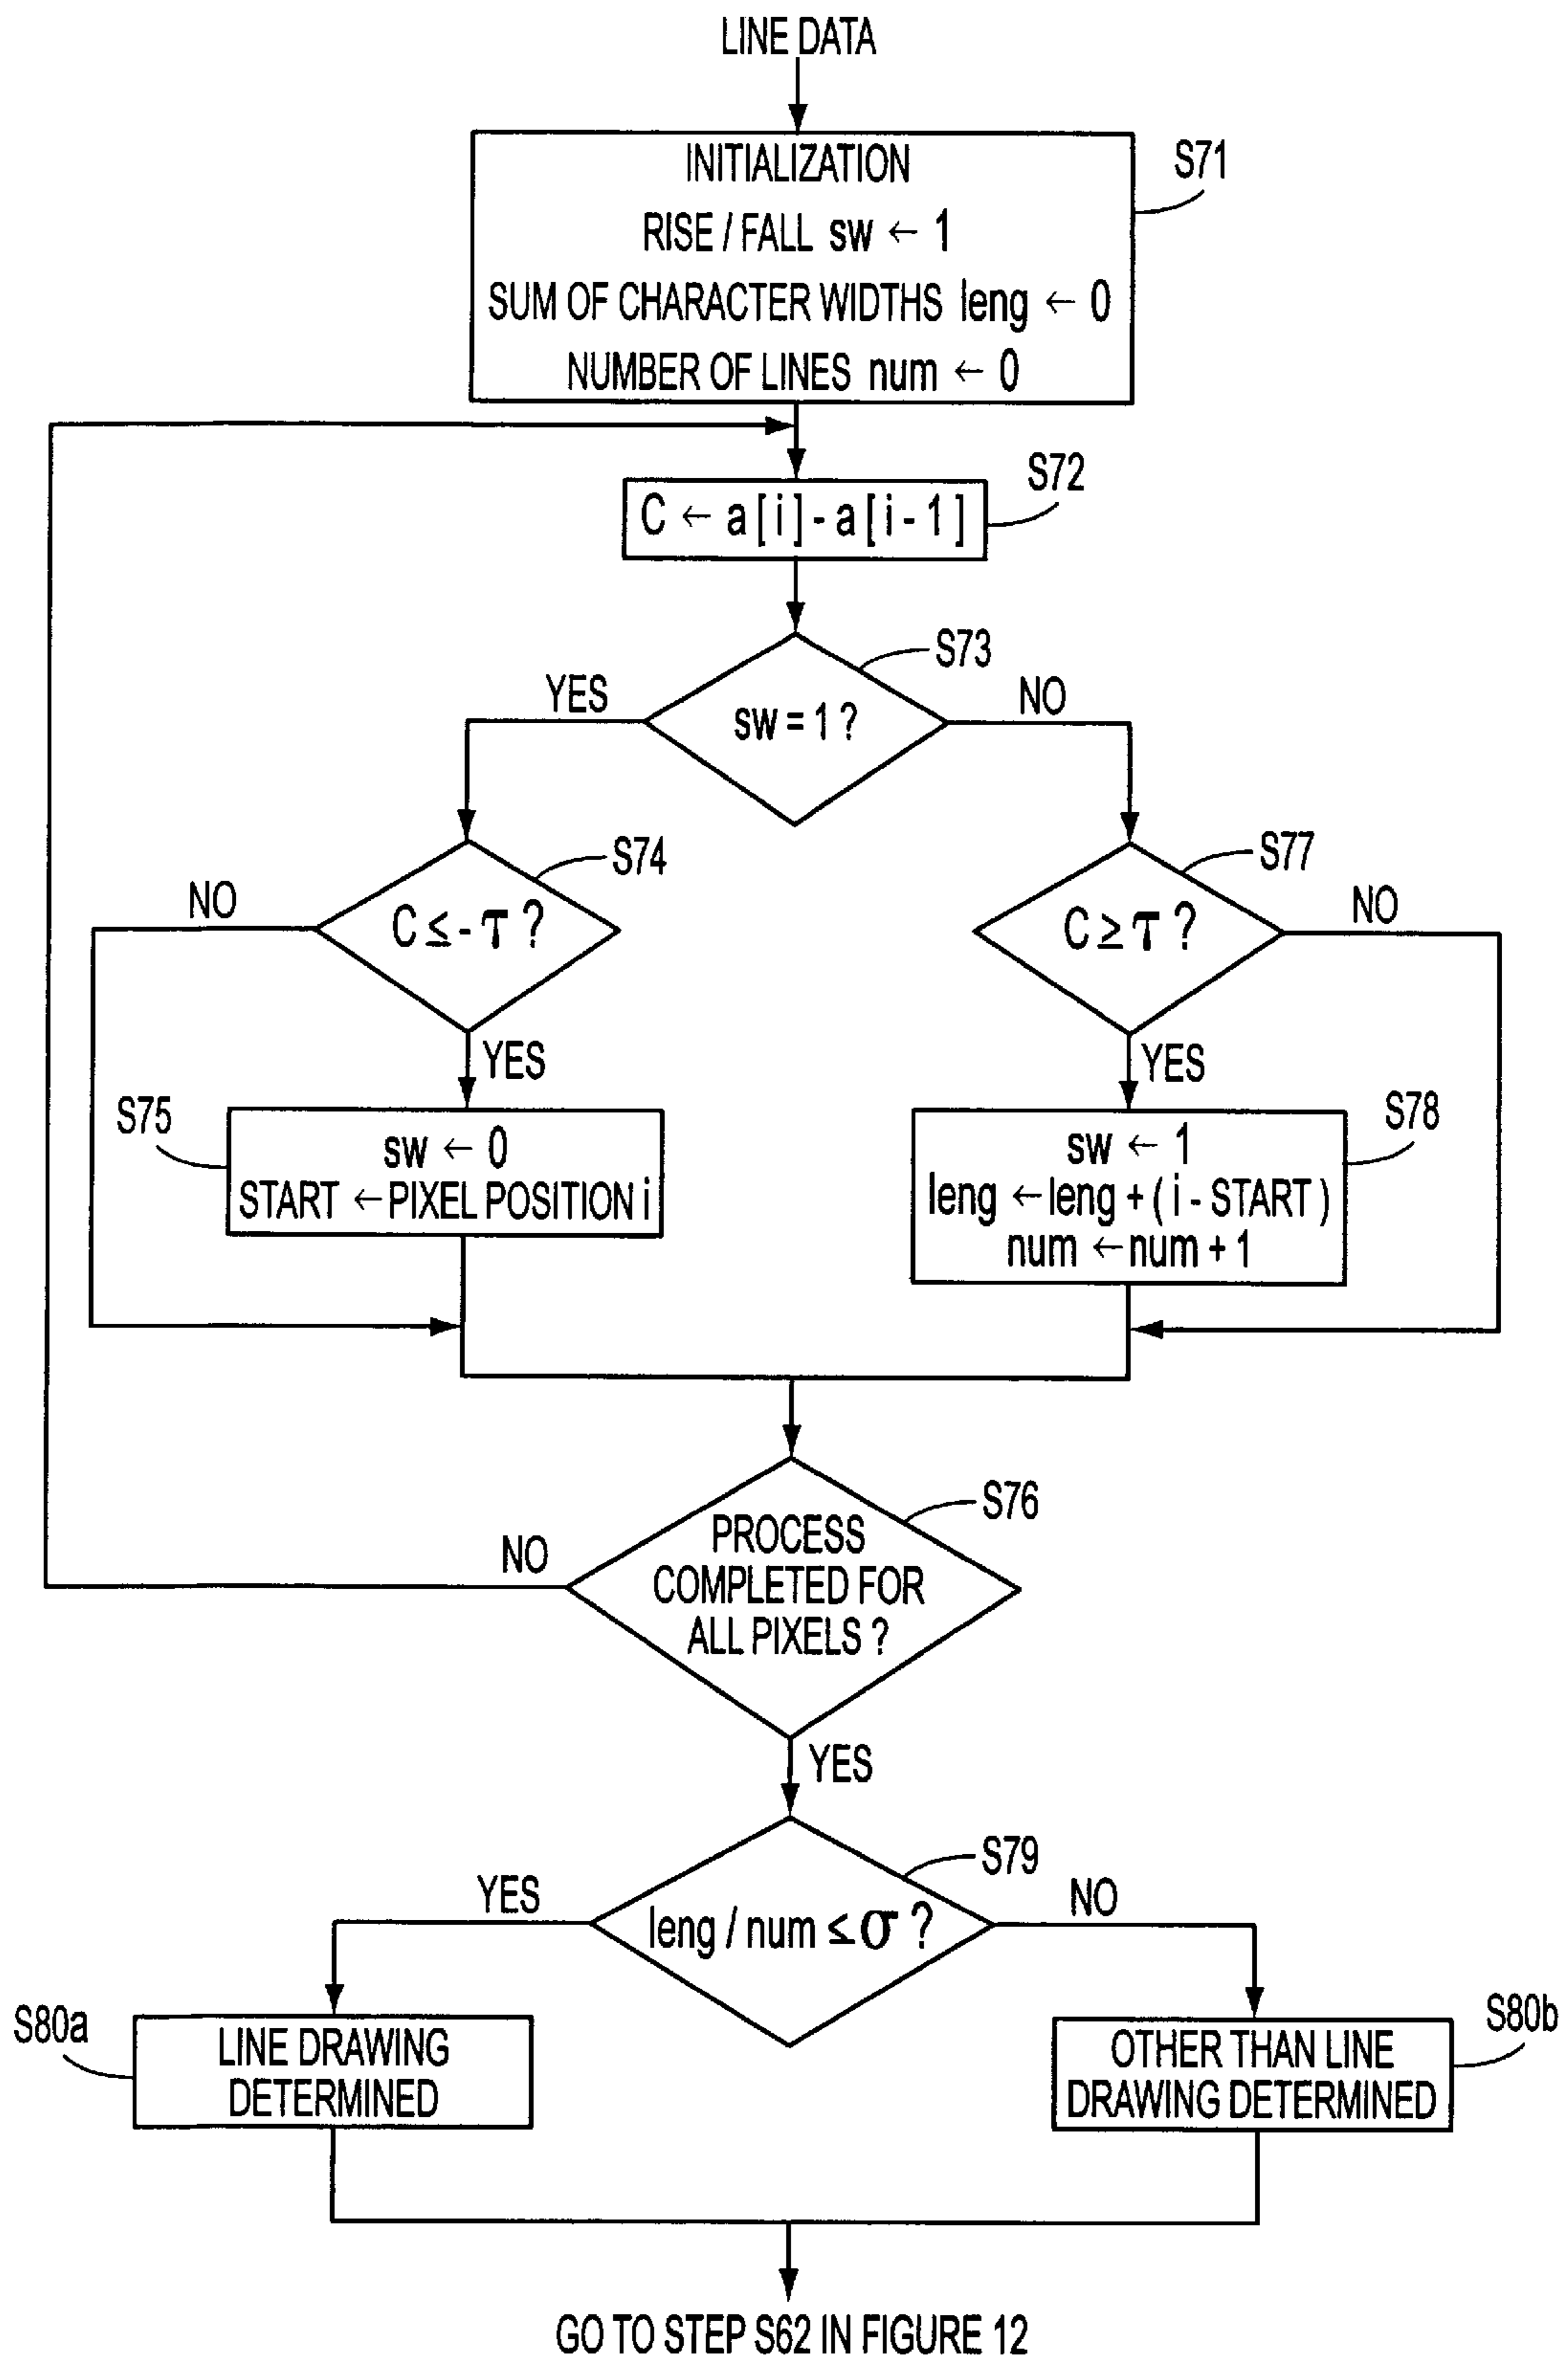 LINE DATA
INITIALIZATION
RISE / FALL sw ← 1
SUM OF CHARACTER WIDTHS leng ← 0
NUMBER OF LINES num ← 0
S71
C ← a [ i ] - a [ i - 1 ]
S72
sw = 1 ?
S73
YES
NO
C ≤ - τ ?
S74
NO
YES
C ≥ τ ?
S77
NO
YES
S75
sw ← 0
START ← PIXEL POSITION i
S78
sw ← 1
leng ← leng + ( i - START )
num ← num + 1
S76
PROCESS
COMPLETED FOR
ALL PIXELS ?
NO
YES
S79
leng / num ≤ σ ?
YES
NO
S80a
LINE DRAWING
DETERMINED
S80b
OTHER THAN LINE
DRAWING DETERMINED
GO TO STEP S62 IN FIGURE 12